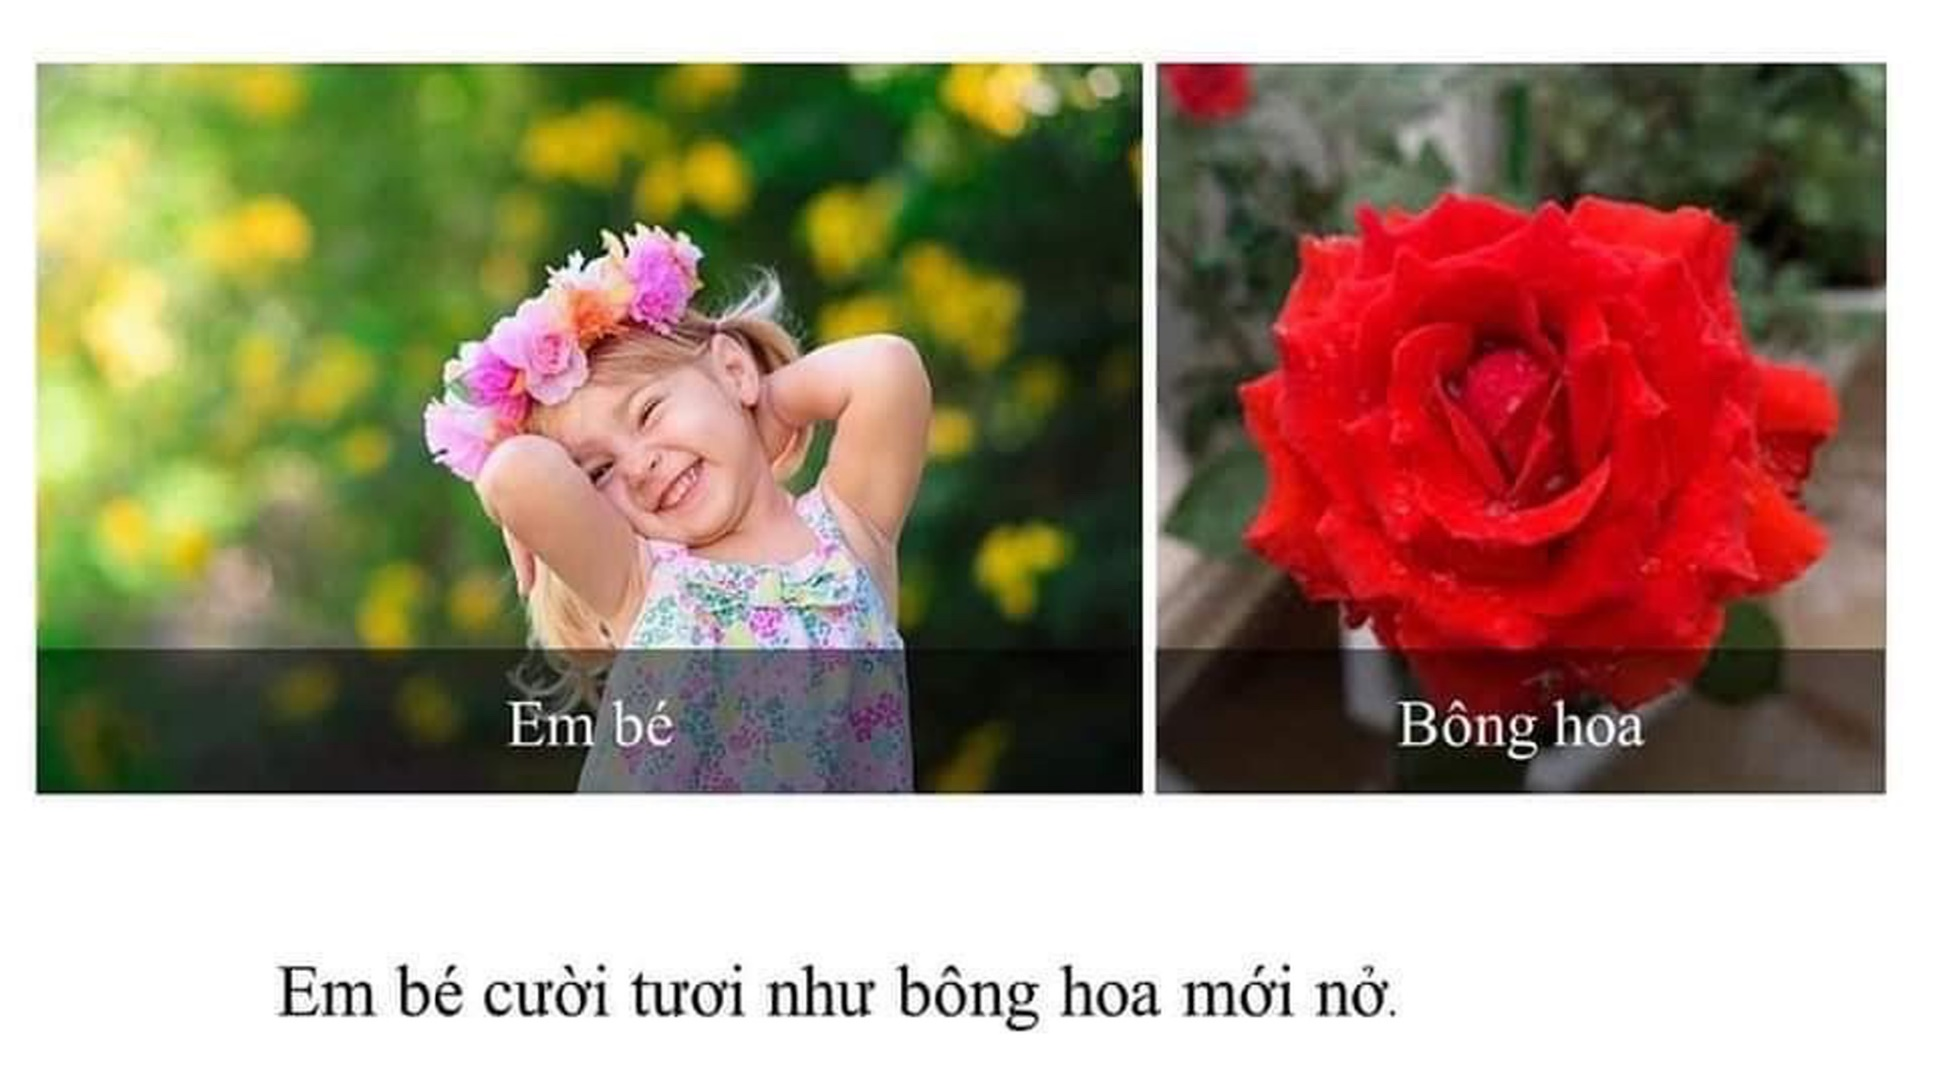 Em bé
Bông hoa
Em bé cười tươi như bông hoa mới nở.